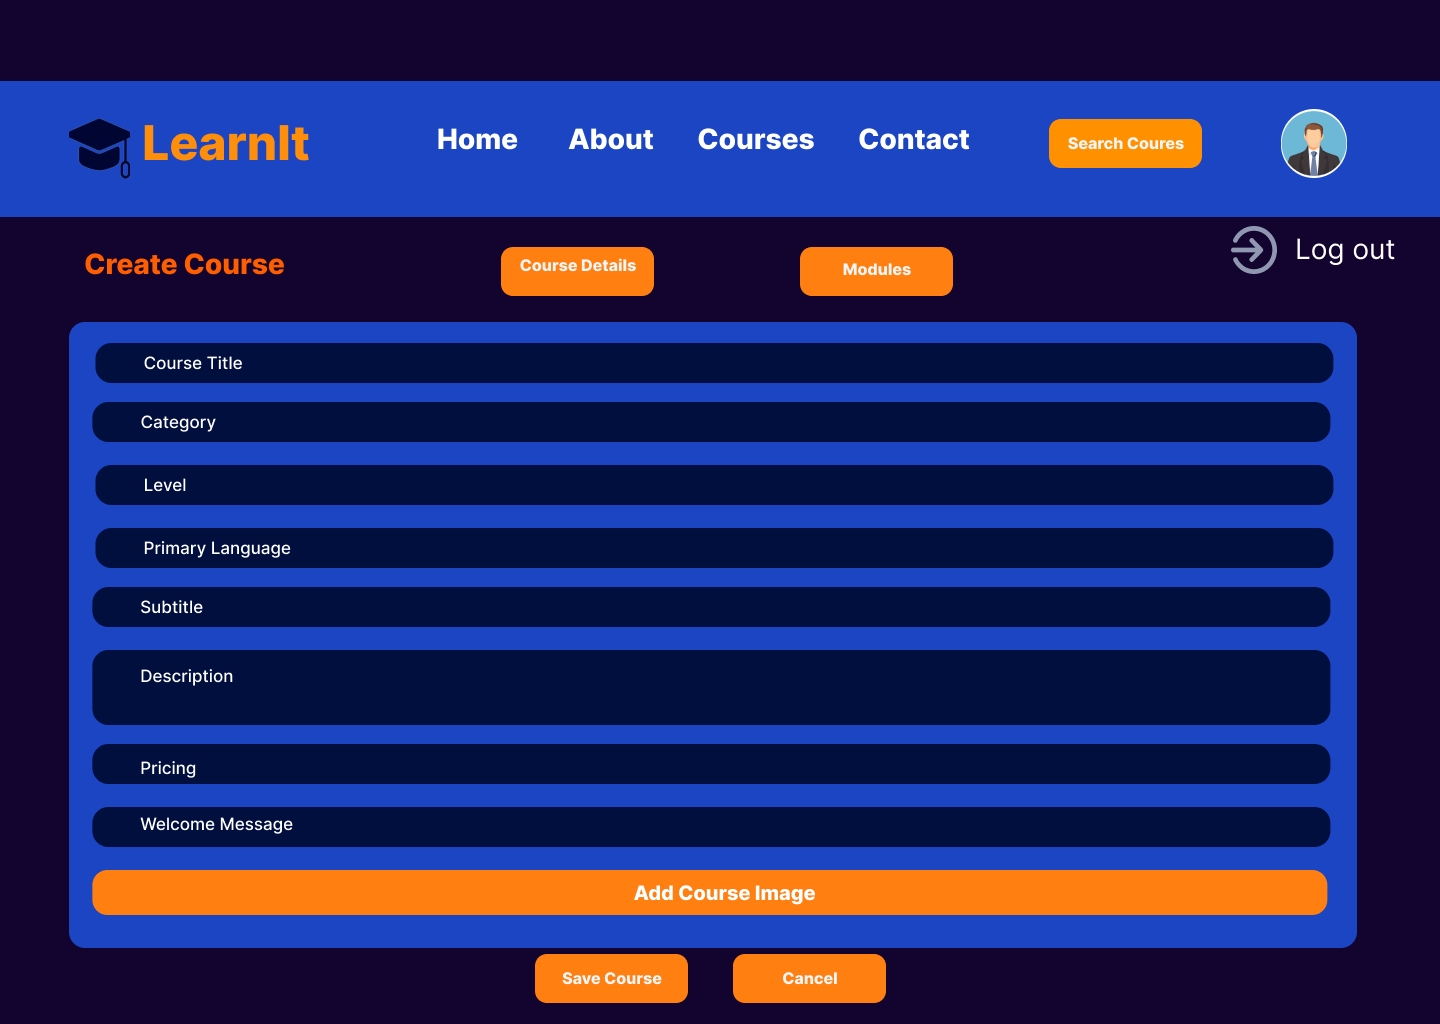 LearnIt
Home About Courses Contact
Search Coures
Create Course
Course Details
Modules
Log out
Course Title
Category
Level
Primary Language
Subtitle
Description
Pricing
Welcome Message
Add Course Image
Save Course
Cancel